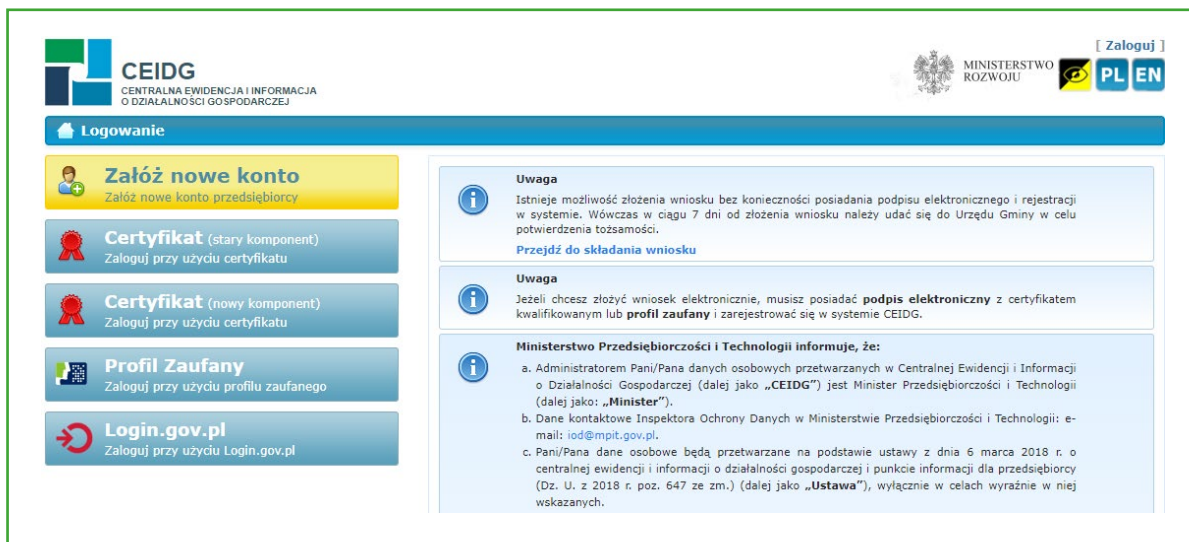 [ Zaloguj ]
CEIDG
CENTRALNA EWIDENCJA I INFORMACJA
O DZIAŁALNOŚCI GOSPODARCZEJ
MINISTERSTWO
ROZWOJU
PL EN
Logowanie
Załóż nowe konto
Załóż nowe konto przedsiębiorcy
Certyfikat (stary komponent)
Zaloguj przy użyciu certyfikatu
Certyfikat (nowy komponent)
Zaloguj przy użyciu certyfikatu
Profil Zaufany
Zaloguj przy użyciu profilu zaufanego
Login.gov.pl
Zaloguj przy użyciu Login.gov.pl
Uwaga
Istnieje możliwość złożenia wniosku bez konieczności posiadania podpisu elektronicznego i rejestracji
w systemie. Wówczas w ciągu 7 dni od złożenia wniosku należy udać się do Urzędu Gminy w celu
potwierdzenia tożsamości.
Przejdź do składania wniosku
Uwaga
Jeżeli chcesz złożyć wniosek elektronicznie, musisz posiadać podpis elektroniczny z certyfikatem
kwalifikowanym lub profil zaufany i zarejestrować się w systemie CEIDG.
Ministerstwo Przedsiębiorczości i Technologii informuje, że:
a. Administratorem Pani/Pana danych osobowych przetwarzanych w Centralnej Ewidencji i Informacji
o Działalności Gospodarczej (dalej jako „CEIDG”) jest Minister Przedsiębiorczości i Technologii
(dalej jako: „Minister”).
b. Dane kontaktowe Inspektora Ochrony Danych w Ministerstwie Przedsiębiorczości i Technologii: e-
mail: iod@mpit.gov.pl.
c. Pani/Pana dane osobowe będą przetwarzane na podstawie ustawy z dnia 6 marca 2018 r. o
centralnej ewidencji i informacji o działalności gospodarczej i punkcie informacji dla przedsiębiorcy
(Dz. U. z 2018 r. poz. 647 ze zm.) (dalej jako „Ustawa”), wyłącznie w celach wyraźnie w niej
wskazanych.